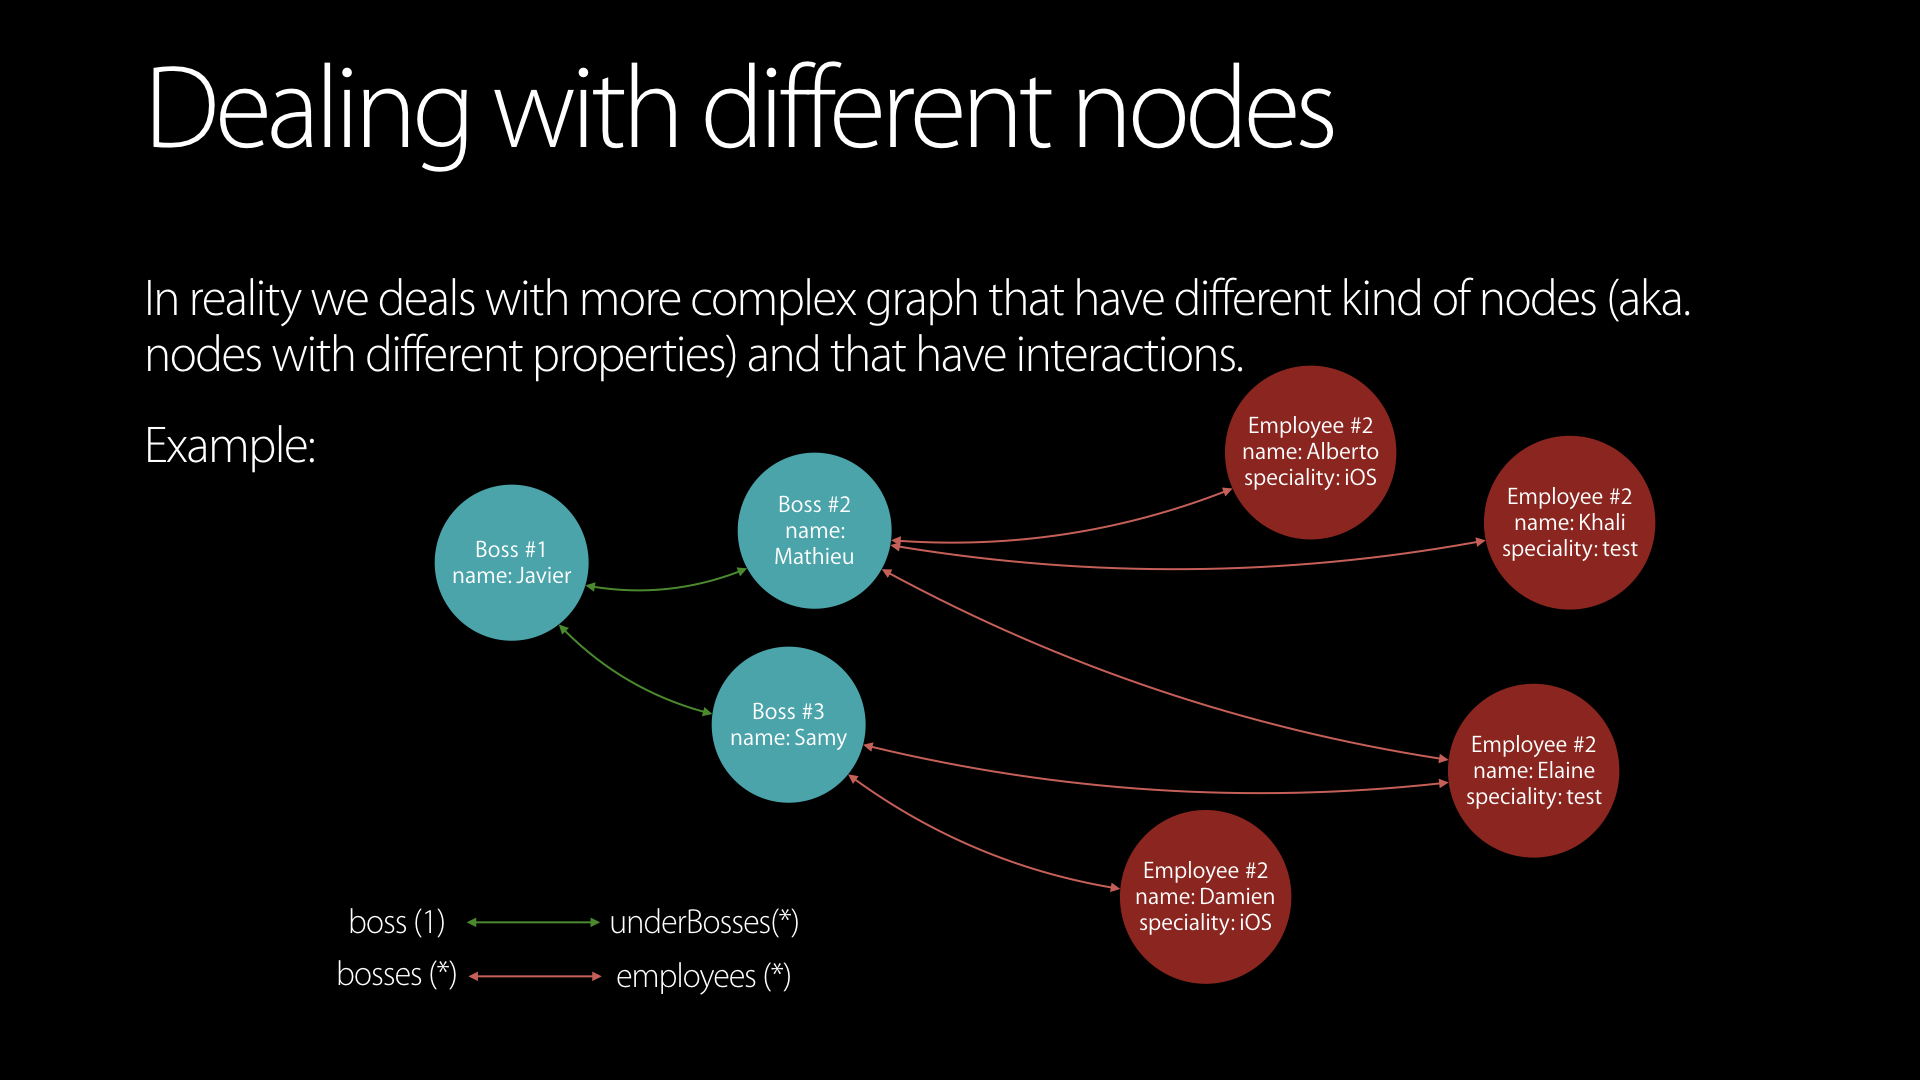 Dealing with different nodes
In reality we deals with more complex graph that have different kind of nodes (aka.
nodes with different properties) and that have interactions.
Example:
Employee #2
name: Alberto
speciality: iOS
Employee #2
name: Khali
speciality: test
Boss #2
name:
Mathieu
Boss #1
name: Javier
Boss #3
name: Samy
Employee #2
name: Elaine
speciality: test
Employee #2
name: Damien
speciality: iOS
boss (1) underBosses(*)
bosses (*) employees (*)